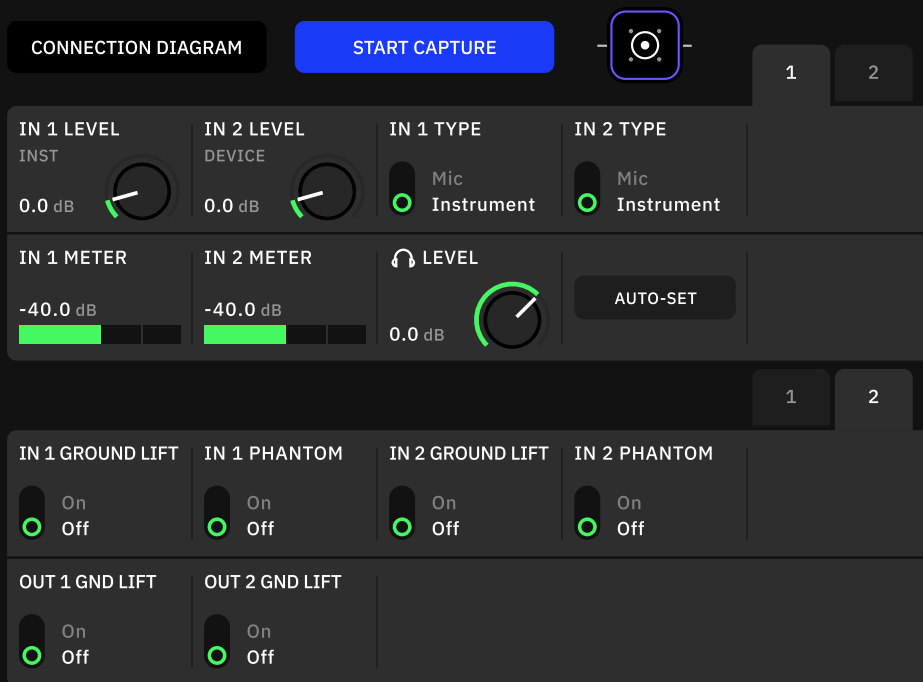 CONNECTION DIAGRAM
START CAPTURE
1
2
IN 1 LEVEL
INST
0.0 dB
IN 2 LEVEL
DEVICE
0.0 dB
IN 1 TYPE
Mic
Instrument
IN 2 TYPE
Mic
Instrument
IN 1 METER
-40.0 dB
IN 2 METER
-40.0 dB
LEVEL
0.0 dB
AUTO-SET
1
2
IN 1 GROUND LIFT
On
Off
IN 1 PHANTOM
On
Off
IN 2 GROUND LIFT
On
Off
IN 2 PHANTOM
On
Off
OUT 1 GND LIFT
On
Off
OUT 2 GND LIFT
On
Off